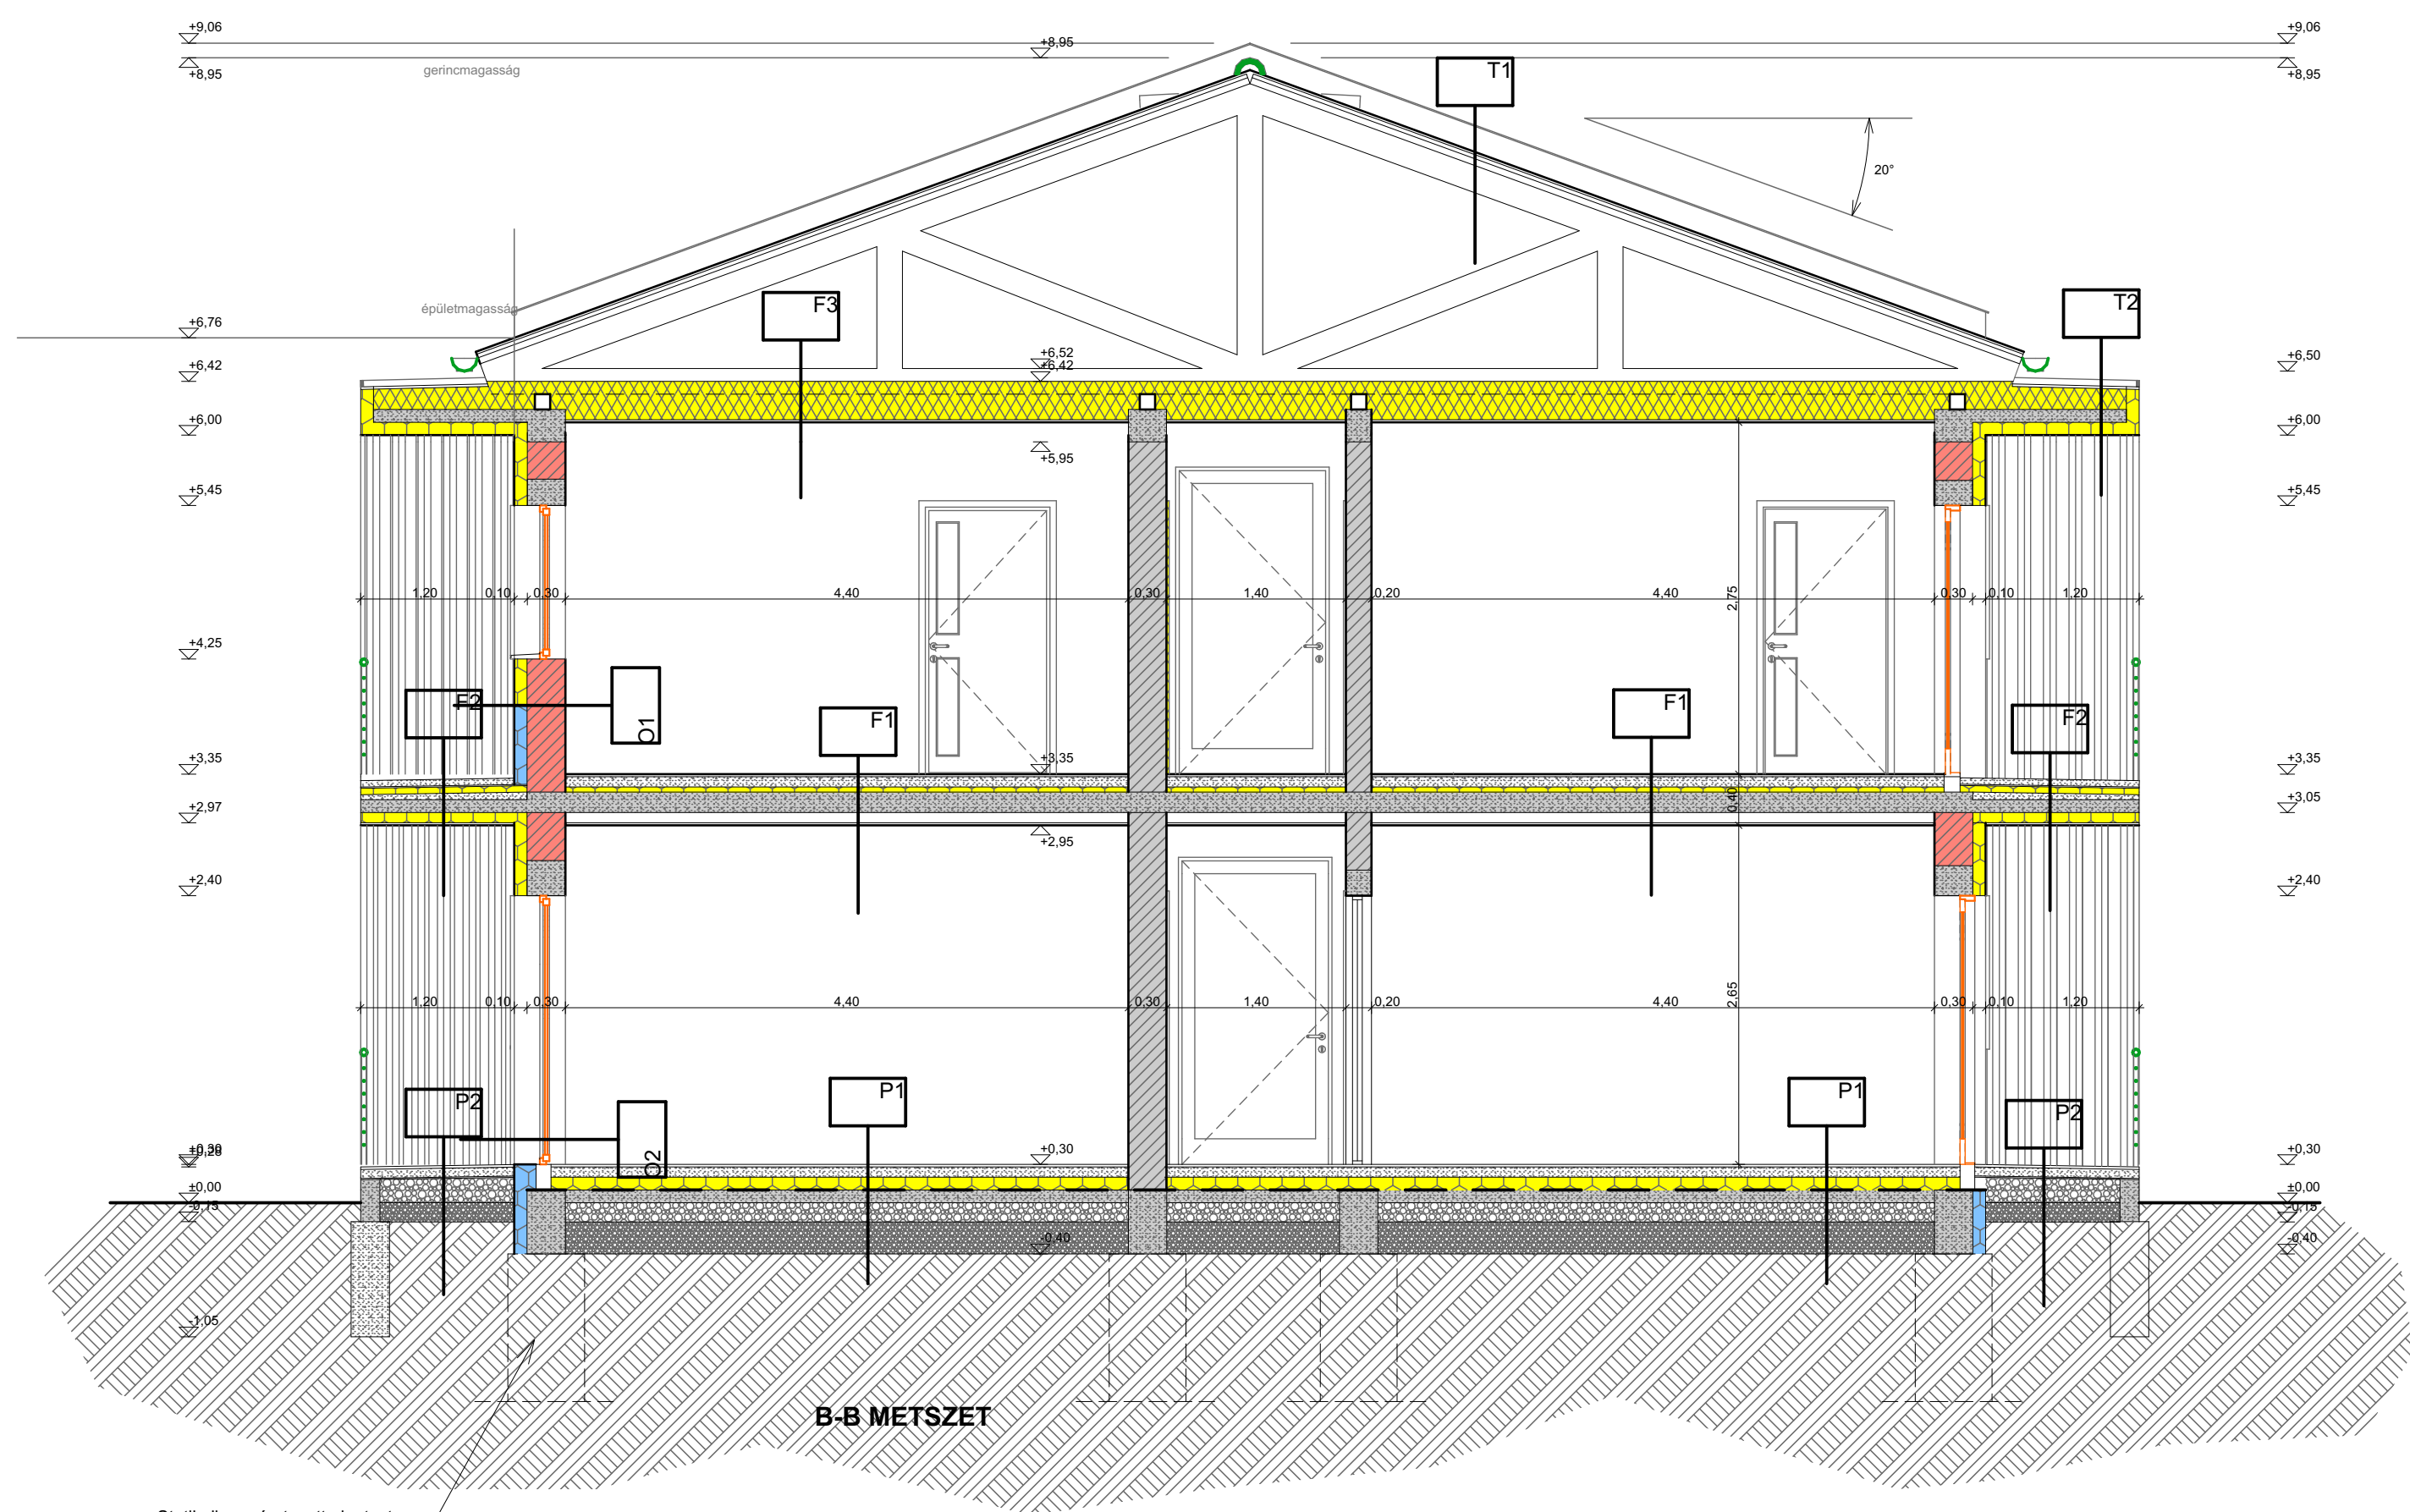 +9,06
+8,95
+9,06
+8,95
gerincmagasság
+8,95
T1
20°
épületmagasság
F3
T2
+6,76
+6,42
+6,52
+6,42
+6,50
+6,00
+6,00
+5,95
+5,45
+5,45
1,20 0,10 0,30 4,40 0,30 1,40 0,20 4,40 2,75 0,30 0,10 1,20
+4,25
F2
O1
F1
F1
F2
+3,35
+3,35
+3,35
+2,97
0,40
+3,05
+2,95
+2,40
+2,40
1,20 0,10 0,30 4,40 0,30 1,40 0,20 4,40 2,65 0,30 0,10 1,20
P2
O2
P1
P1
P2
+0,30
+0,30
+0,30
±0,00
±0,00
-0,15
-0,15
-0,40
-0,40
-1,05
B-B METSZET